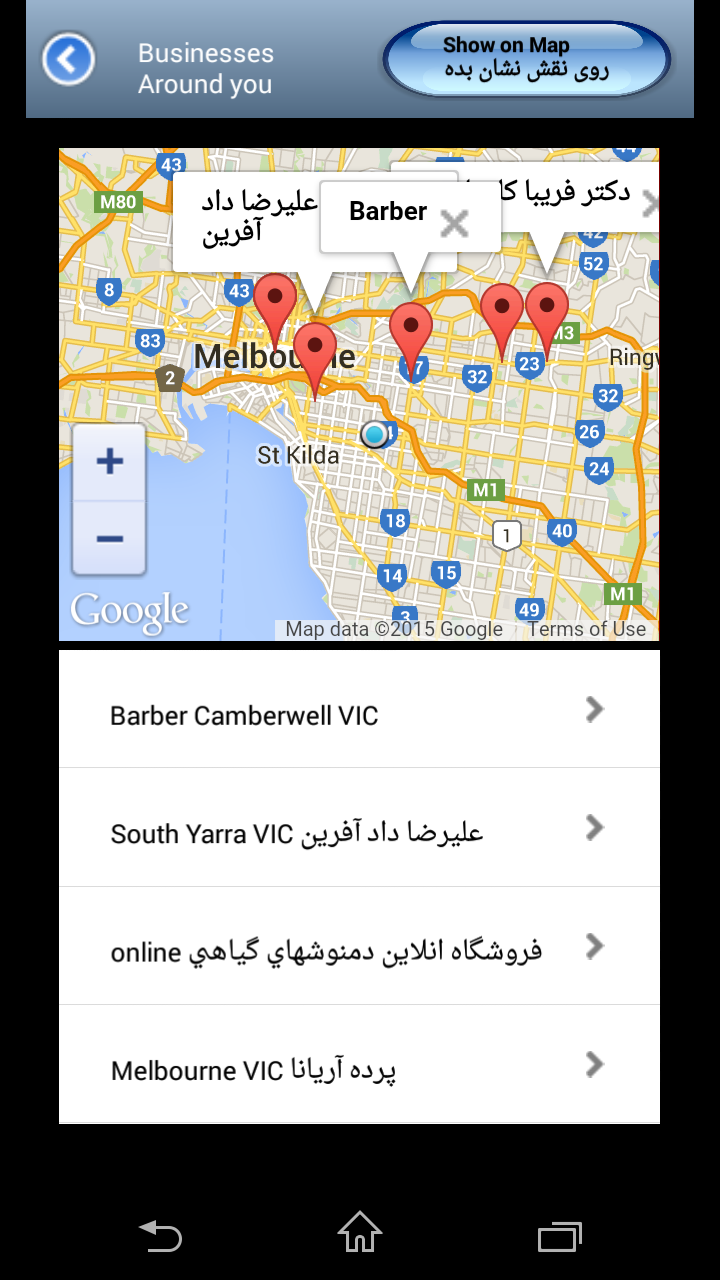 Businesses
Around you
Show on Map
روی نقش نشان بده
43
M80
علیرضا داد
آفرین
Barber
دکتر فریبا
42
52
8
43
83
Melbourne
M3
2
32
23
Ringw
32
26
St Kilda
24
M1
18
1
40
14
15
M1
3
49
Google
Map data ©2015 Google
Terms of Use
+
−
Barber Camberwell VIC
South Yarra VIC علیرضا داد آفرین
online فروشگاه انلاین دمنوشهاي گیاهي
Melbourne VIC پرده آریانا